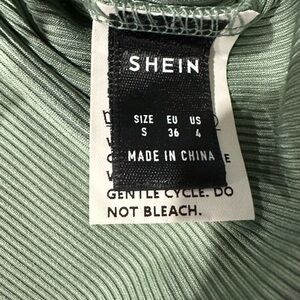 SHEIN
SIZE EU US
S 36 4
MADE IN CHINA
GENTLE CYCLE. DO
NOT BLEACH.